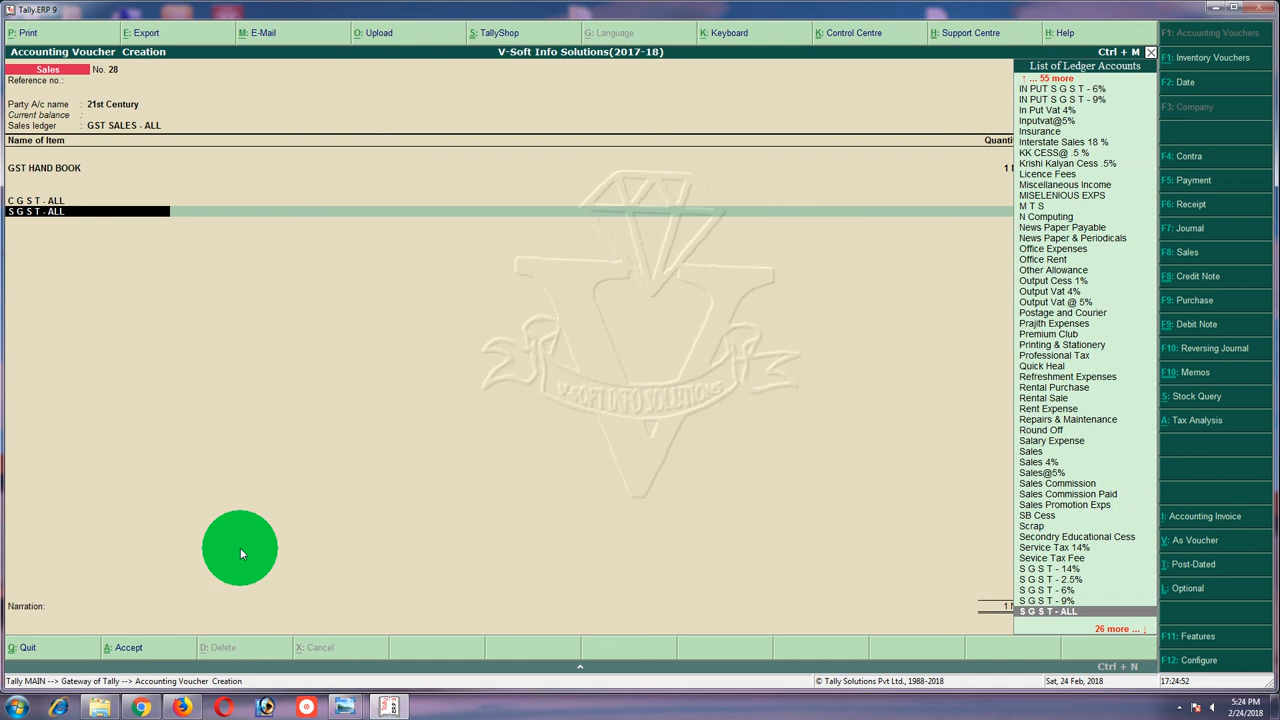 Tally.ERP 9
P: Print
E: Export
M: E-Mail
O: Upload
S: TallyShop
G: Language
K: Keyboard
K: Control Centre
H: Support Centre
H: Help
Accounting Voucher Creation
V-Soft Info Solutions(2017-18)
Ctrl + M
Sales No. 28
Reference no.:
Party A/c name : 21st Century
Current balance :
Sales ledger : GST SALES - ALL
Name of Item
Quanti
GST HAND BOOK
1
C G S T - ALL
S G S T - ALL
V-SOFT INFO SOLUTIONS
Narration:
1
List of Ledger Accounts
↑ ... 55 more
IN PUT S G S T - 6%
IN PUT S G S T - 9%
In Put Vat 4%
Inputvat@5%
Insurance
Interstate Sales 18 %
KK CESS@ .5 %
Krishi Kalyan Cess .5%
Licence Fees
Miscellaneous Income
MISELENIOUS EXPS
M T S
N Computing
News Paper Payable
News Paper & Periodicals
Office Expenses
Office Rent
Other Allowance
Output Cess 1%
Output Vat 4%
Output Vat @ 5%
Postage and Courier
Prajith Expenses
Premium Club
Printing & Stationery
Professional Tax
Quick Heal
Refreshment Expenses
Rental Purchase
Rental Sale
Rent Expense
Repairs & Maintenance
Round Off
Salary Expense
Sales
Sales 4%
Sales@5%
Sales Commission
Sales Commission Paid
Sales Promotion Exps
SB Cess
Scrap
Secondry Educational Cess
Service Tax 14%
Sevice Tax Fee
S G S T - 14%
S G S T - 2.5%
S G S T - 6%
S G S T - 9%
S G S T - ALL
26 more ... ↓
F1: Accounting Vouchers
F1: Inventory Vouchers
F2: Date
F3: Company
F4: Contra
F5: Payment
F6: Receipt
F7: Journal
F8: Sales
F8: Credit Note
F9: Purchase
F9: Debit Note
F10: Reversing Journal
F10: Memos
S: Stock Query
A: Tax Analysis
I: Accounting Invoice
V: As Voucher
T: Post-Dated
L: Optional
F11: Features
F12: Configure
Q: Quit
A: Accept
D: Delete
X: Cancel
Ctrl + N
Tally MAIN --> Gateway of Tally --> Accounting Voucher Creation
© Tally Solutions Pvt Ltd., 1988-2018
Sat, 24 Feb, 2018
17:24:52
5:24 PM
2/24/2018